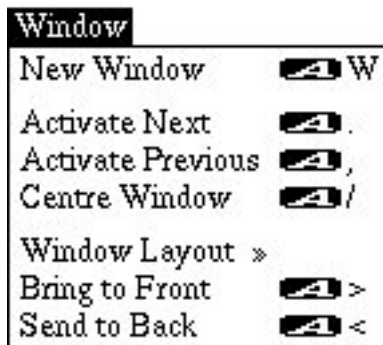 Window
New Window W
Activate Next .
Activate Previous ,
Centre Window /
Window Layout »
Bring to Front >
Send to Back <